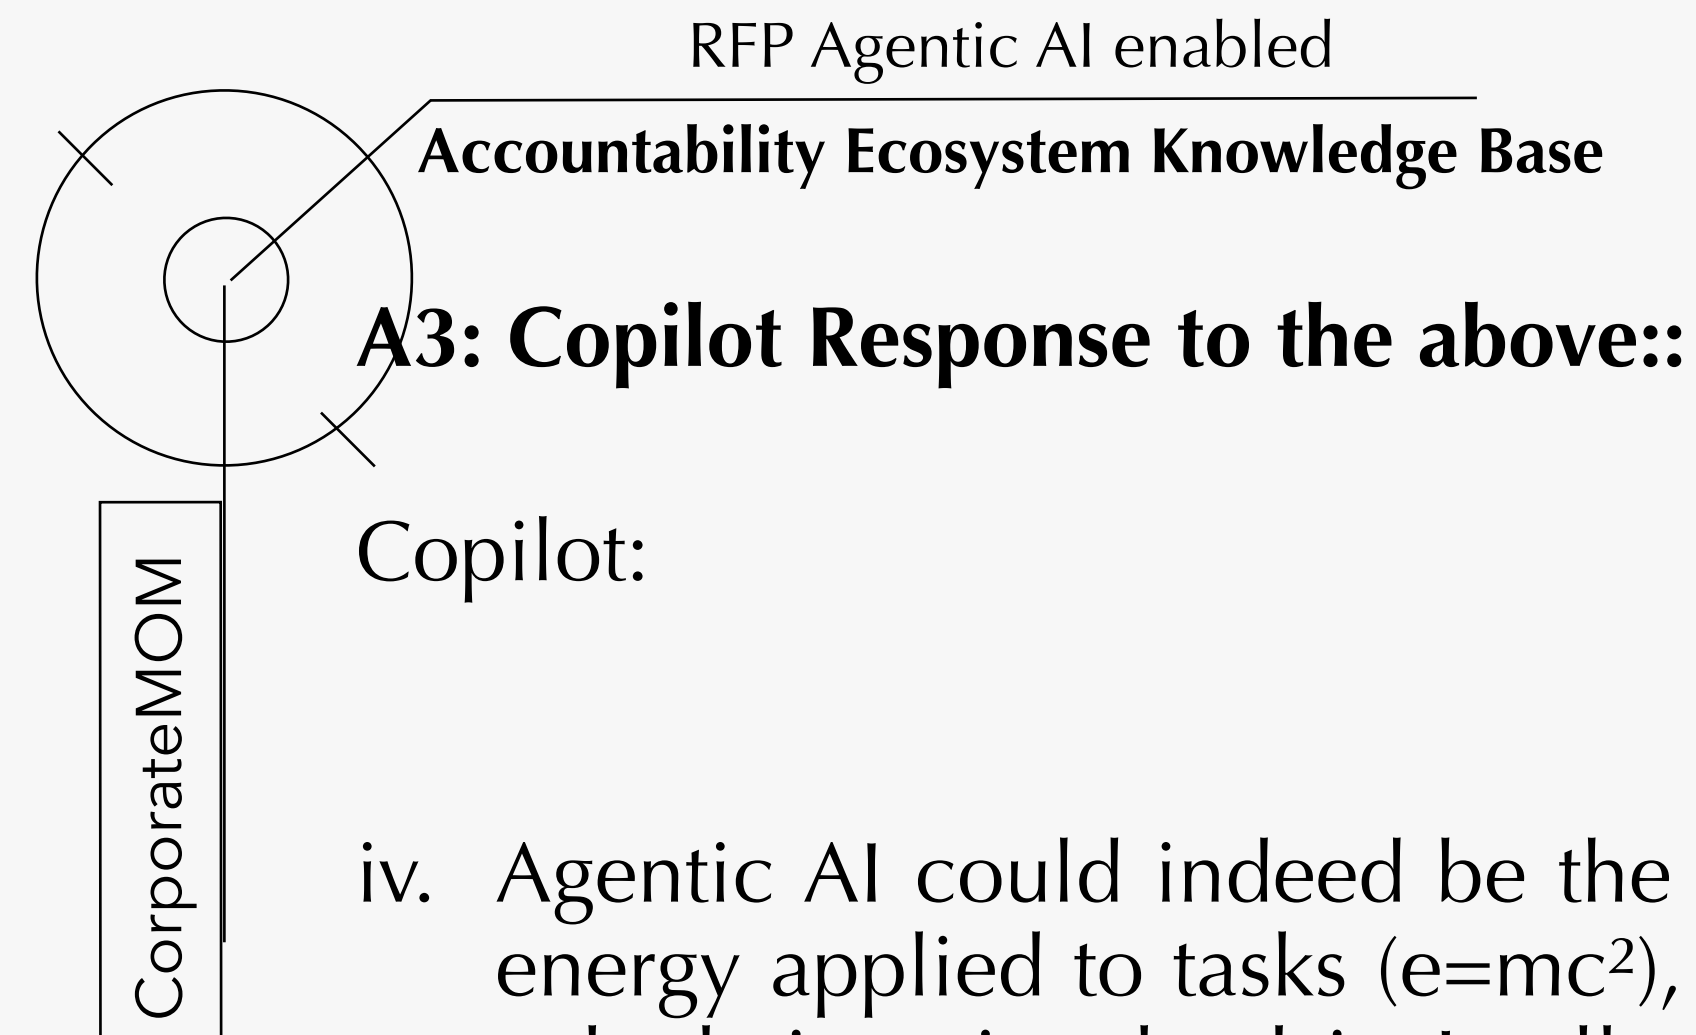 RFP Agentic AI enabled
Accountability Ecosystem Knowledge Base
A3: Copilot Response to the above::
Copilot:
CorporateMOM
iv. Agentic AI could indeed be the
energy applied to tasks (e=mc²),